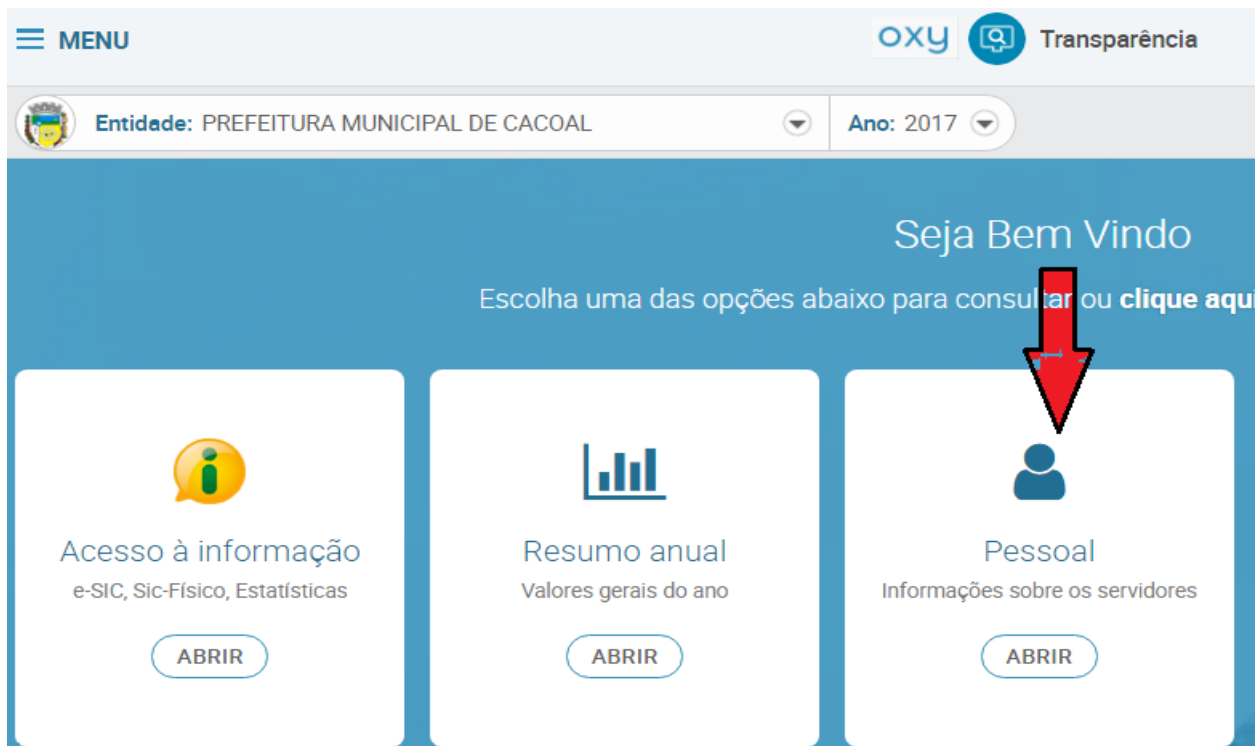 MENU
oxy Transparência
Entidade: PREFEITURA MUNICIPAL DE CACOAL
Ano: 2017
Seja Bem Vindo
Escolha uma das opções abaixo para consultar ou clique aqui
Acesso à informação
e-SIC, Sic-Físico, Estatísticas
ABRIR
Resumo anual
Valores gerais do ano
ABRIR
Pessoal
Informações sobre os servidores
ABRIR